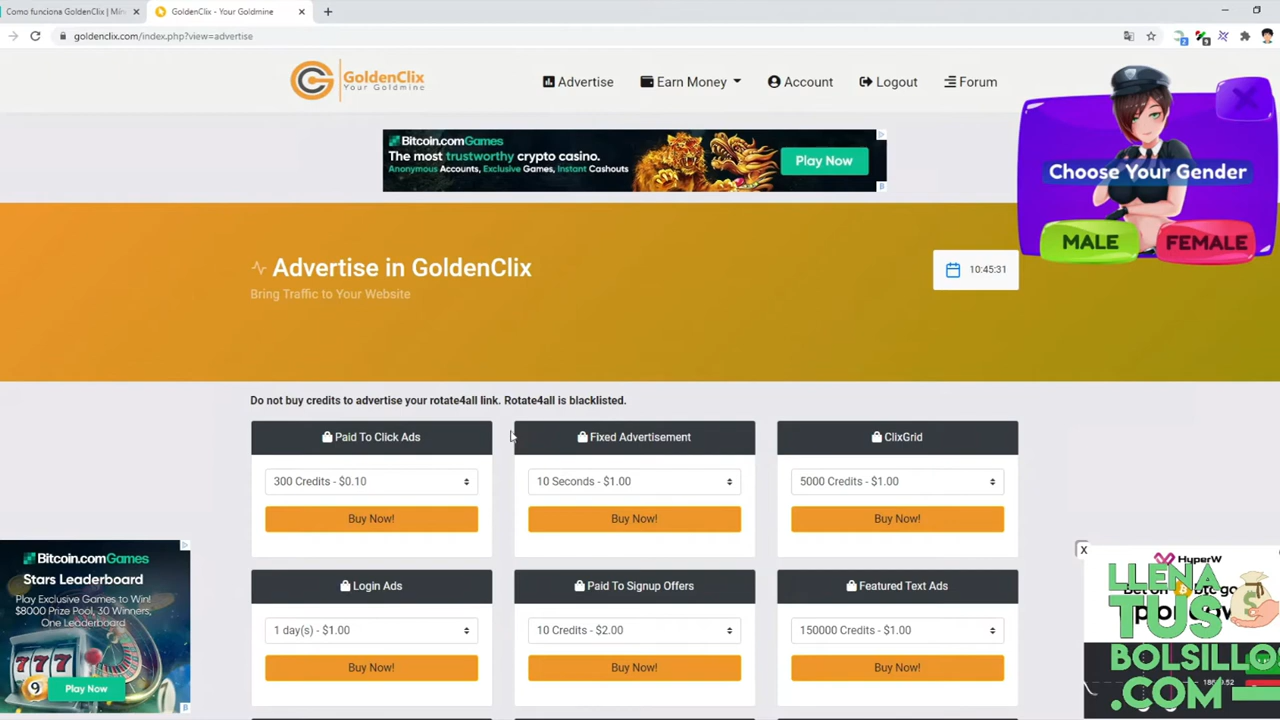 Como funciona GoldenClix | Min
GoldenClix - Your Goldmine
goldenclix.com/index.php?view=advertise
GoldenClix
Your Goldmine
Advertise
Earn Money
Account
Logout
Forum
Bitcoin.comGames
The most trustworthy crypto casino.
Anonymous Accounts, Exclusive Games, Instant Cashouts
Play Now
Choose Your Gender
MALE
FEMALE
Advertise in GoldenClix
Bring Traffic to Your Website
10:45:31
Do not buy credits to advertise your rotate4all link. Rotate4all is blacklisted.
Paid To Click Ads
Fixed Advertisement
ClixGrid
300 Credits - $0.10
10 Seconds - $1.00
5000 Credits - $1.00
Buy Now!
Buy Now!
Buy Now!
Login Ads
Paid To Signup Offers
Featured Text Ads
1 day(s) - $1.00
10 Credits - $2.00
150000 Credits - $1.00
Buy Now!
Buy Now!
Buy Now!
Bitcoin.comGames
Stars Leaderboard
Play Exclusive Games to Win!
$8000 Prize Pool, 30 Winners,
One Leaderboard
777
9
Play Now
X
HyperW
LLENA
TUS
BOLSILLOS
.COM